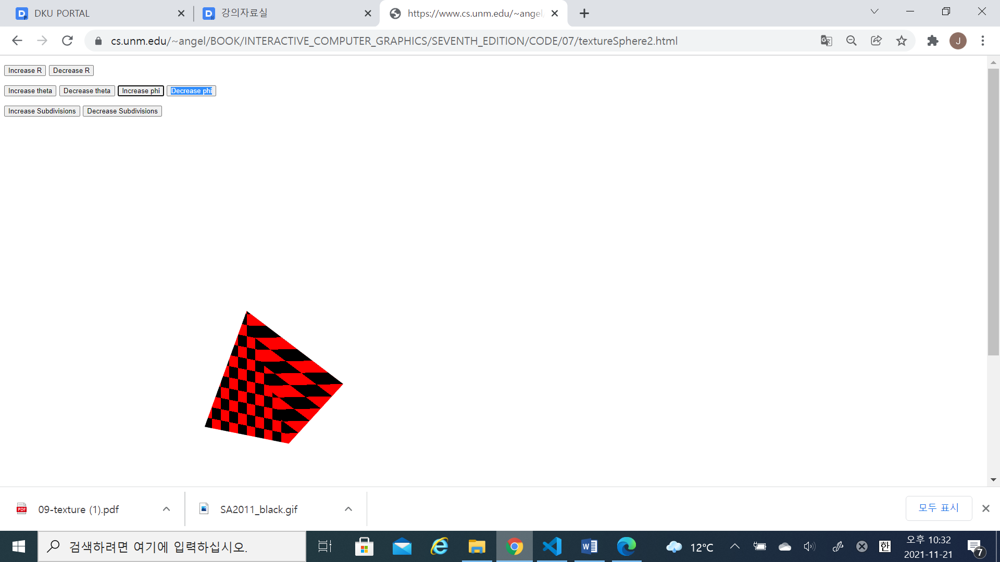 DKU PORTAL
강의자료실
https://www.cs.unm.edu/~angel/
cs.unm.edu/~angel/BOOK/INTERACTIVE_COMPUTER_GRAPHICS/SEVENTH_EDITION/CODE/07/textureSphere2.html
J
Increase R Decrease R
Increase theta Decrease theta Increase phi Decrease phi
Increase Subdivisions Decrease Subdivisions
09-texture (1).pdf
SA2011_black.gif
모두 표시
검색하려면 여기에 입력하십시오.
12°C
한
오후 10:32
2021-11-21
7